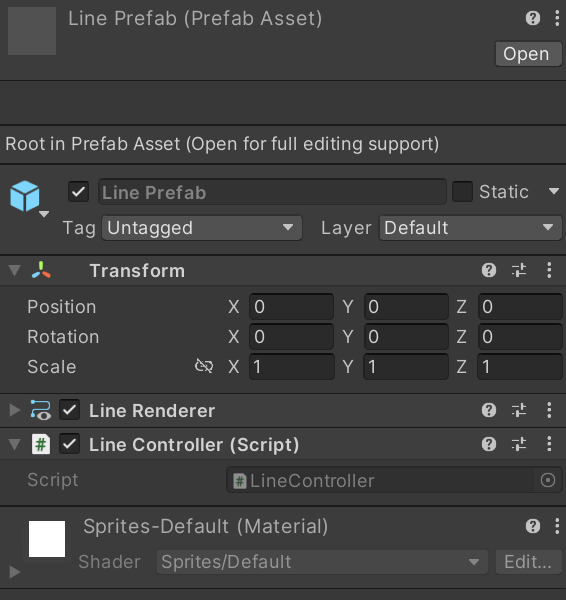 Line Prefab (Prefab Asset)
Open
Root in Prefab Asset (Open for full editing support)
Line Prefab
Static
Tag Untagged Layer Default
Transform
Position X 0 Y 0 Z 0
Rotation X 0 Y 0 Z 0
Scale X 1 Y 1 Z 1
Line Renderer
# Line Controller (Script)
Script # LineController
Sprites-Default (Material)
Shader Sprites/Default Edit...